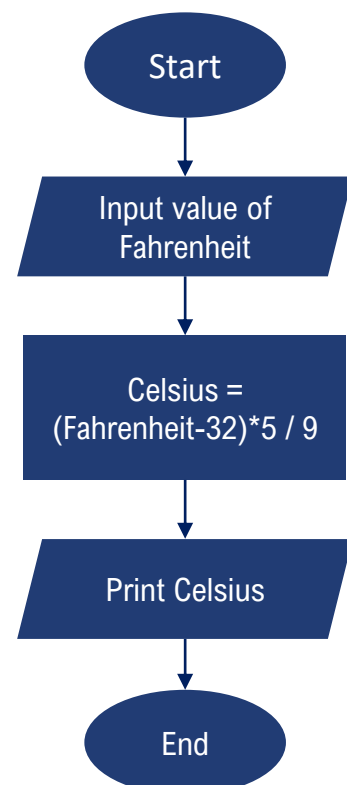 Start
Input value of
Fahrenheit
Celsius =
(Fahrenheit-32)*5 / 9
Print Celsius
End